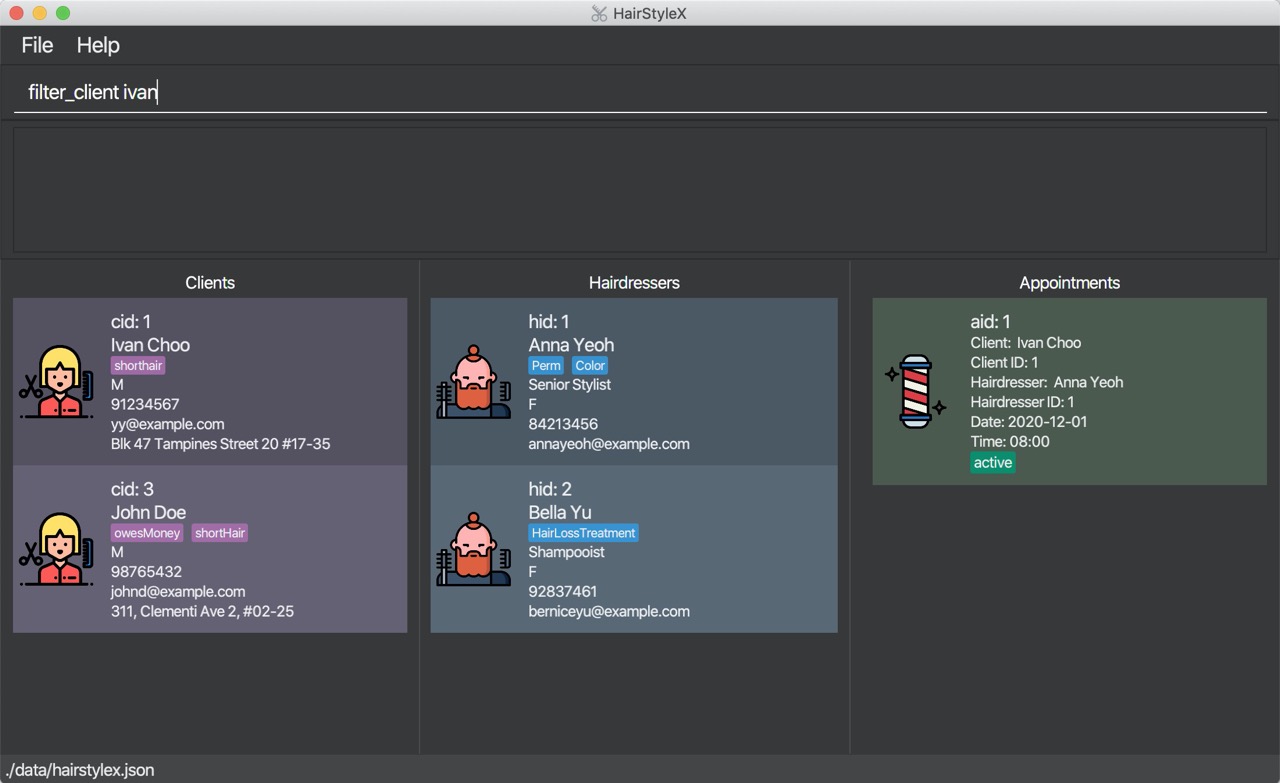 HairStyleX
File Help
filter_client ivan
Clients
cid: 1
Ivan Choo
shorthair
M
91234567
yy@example.com
Blk 47 Tampines Street 20 #17-35
cid: 3
John Doe
owesMoney shortHair
M
98765432
johnd@example.com
311, Clementi Ave 2, #02-25
Hairdressers
hid: 1
Anna Yeoh
Perm Color
Senior Stylist
F
84213456
annayeoh@example.com
hid: 2
Bella Yu
HairLossTreatment
Shampooist
F
92837461
berniceyu@example.com
Appointments
aid: 1
Client: Ivan Choo
Client ID: 1
Hairdresser: Anna Yeoh
Hairdresser ID: 1
Date: 2020-12-01
Time: 08:00
active
./data/hairstylex.json